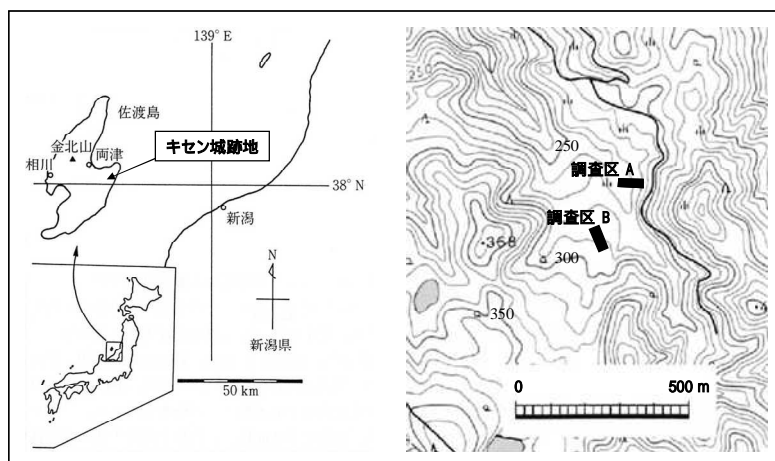 139° E
佐渡島
金北山
両津
相川
キセン城跡地
38° N
新潟
N
新潟県
50 km
250
調査区 A
調査区 B
368
300
350
0
500 m